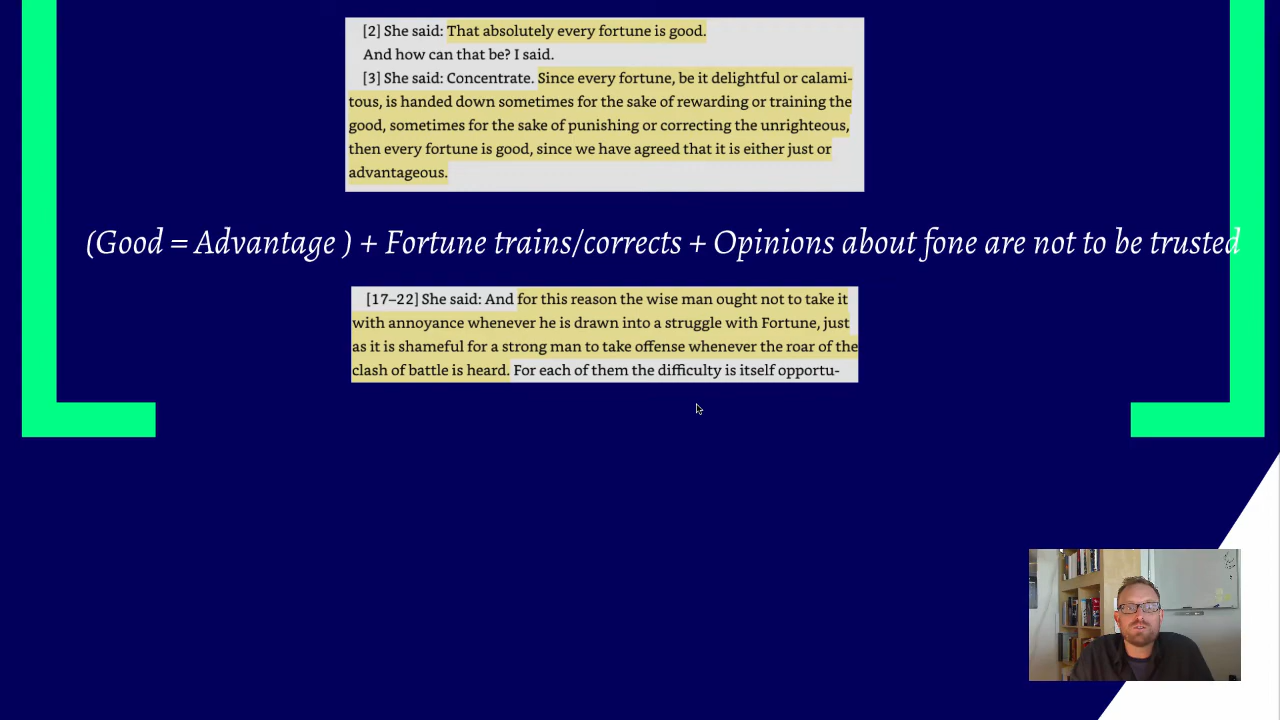 [2] She said: That absolutely every fortune is good.
And how can that be? I said.
[3] She said: Concentrate. Since every fortune, be it delightful or calami-
tous, is handed down sometimes for the sake of rewarding or training the
good, sometimes for the sake of punishing or correcting the unrighteous,
then every fortune is good, since we have agreed that it is either just or
advantageous.
(Good = Advantage ) + Fortune trains/corrects + Opinions about fone are not to be trusted
[17–22] She said: And for this reason the wise man ought not to take it
with annoyance whenever he is drawn into a struggle with Fortune, just
as it is shameful for a strong man to take offense whenever the roar of the
clash of battle is heard. For each of them the difficulty is itself opportu-